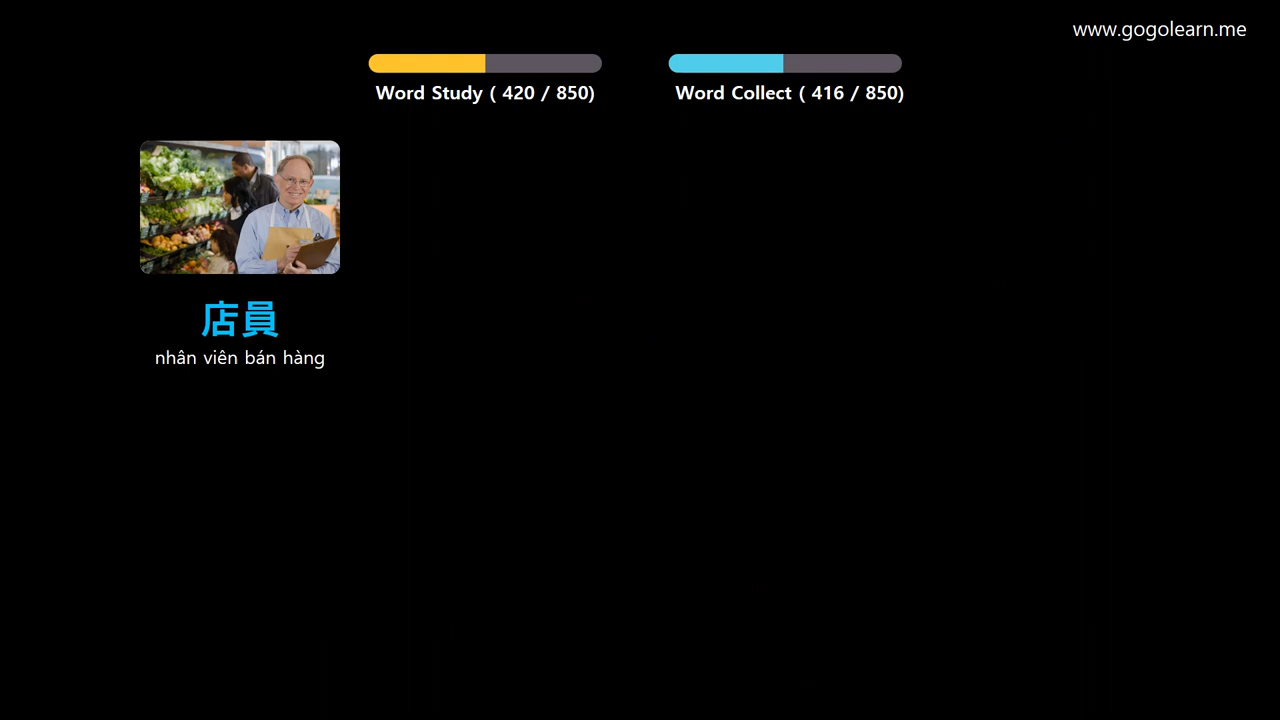 www.gogolearn.me
Word Study ( 420 / 850)
Word Collect ( 416 / 850)
店員
nhân viên bán hàng